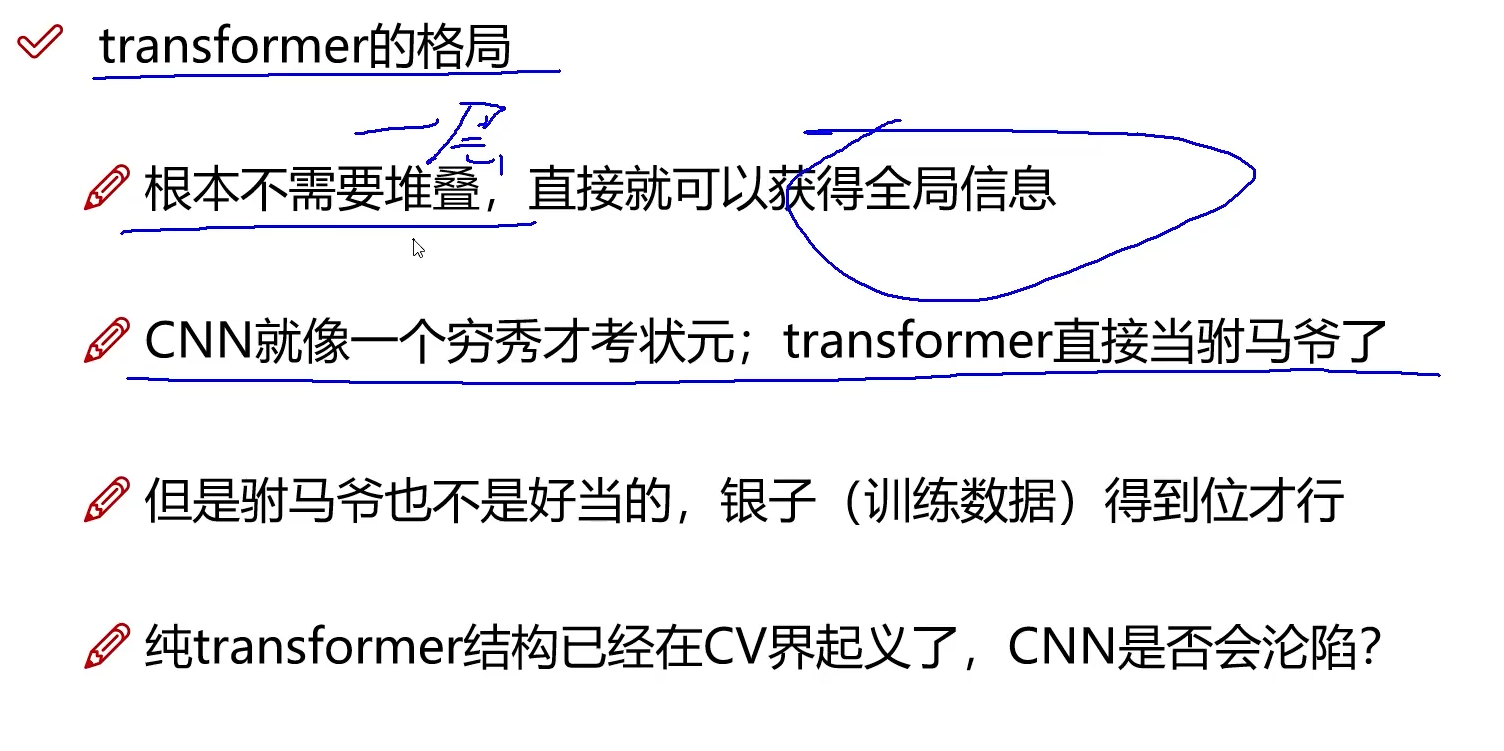 transformer的格局
一层
根本不需要堆叠，直接就可以获得全局信息
CNN就像一个穷秀才考状元；transformer直接当驸马爷了
但是驸马爷也不是好当的，银子（训练数据）得到位才行
纯transformer结构已经在CV界起义了，CNN是否会沦陷？